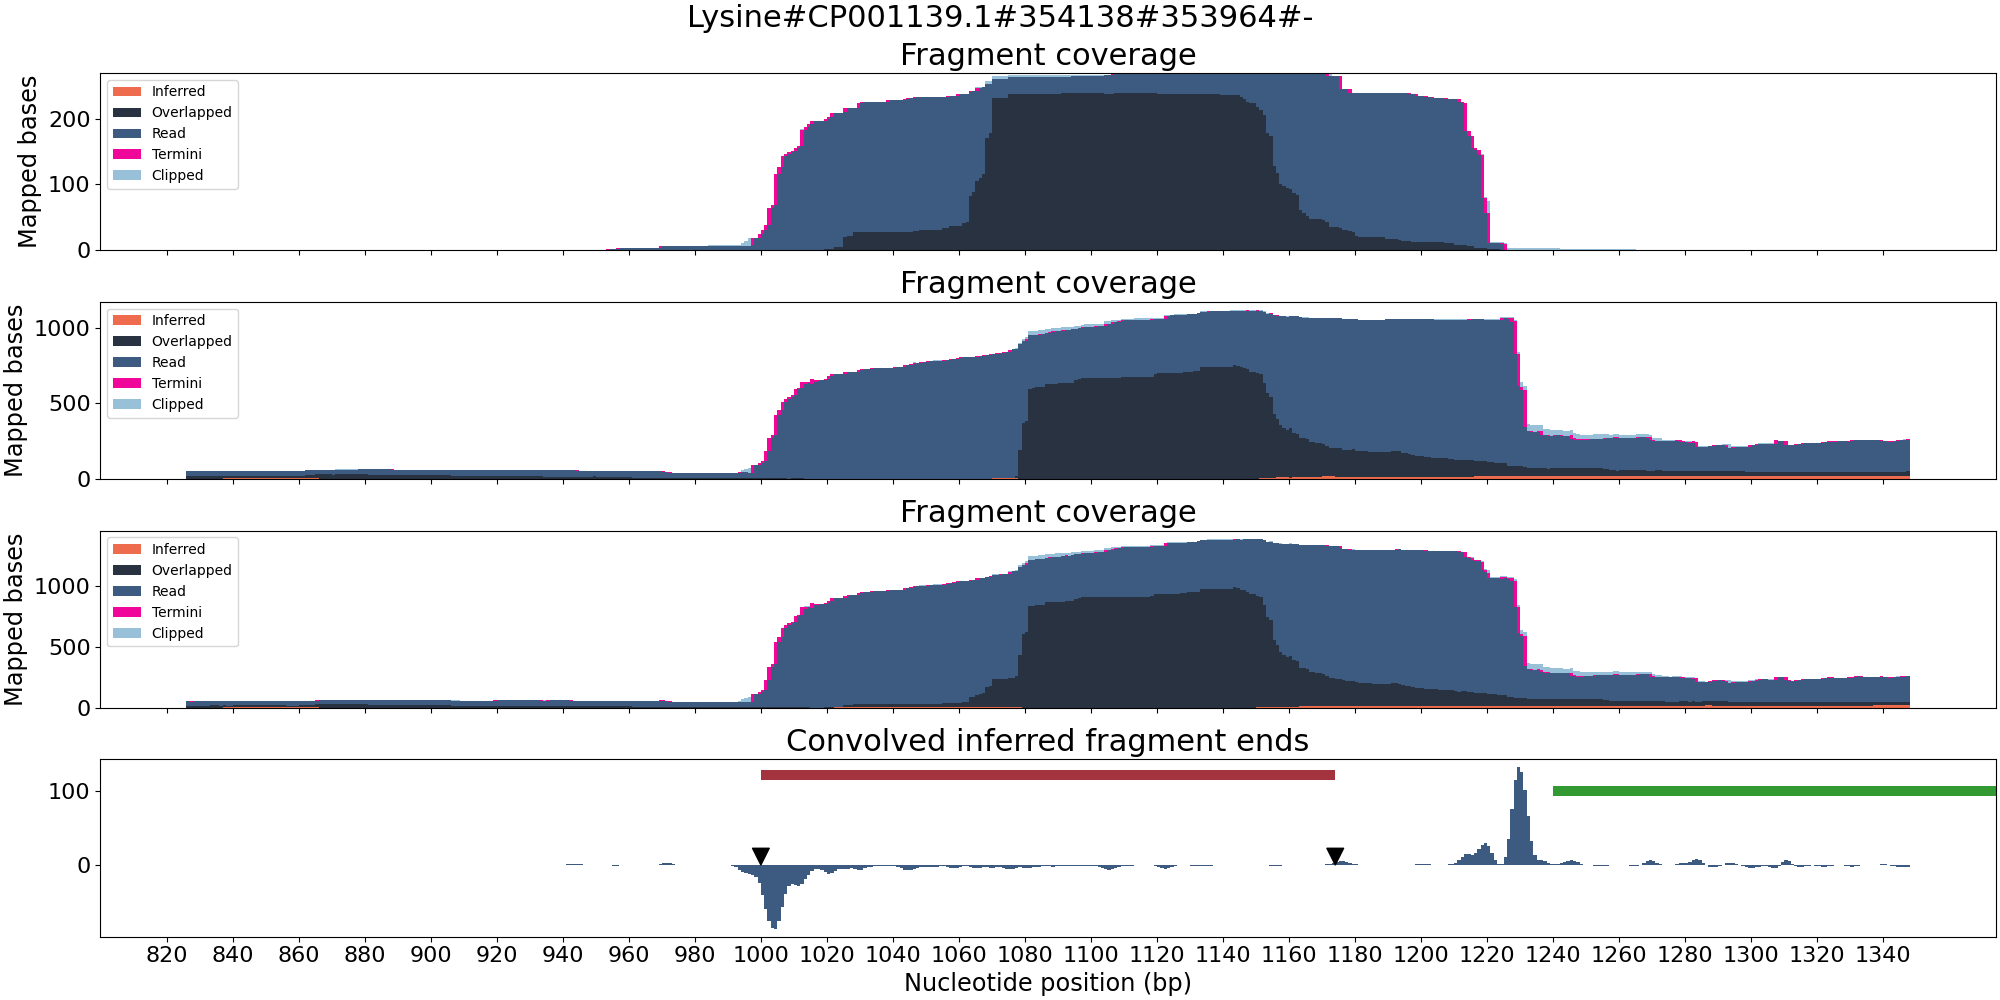 Lysine#CP001139.1#354138#353964#-
Fragment coverage
Mapped bases
200
100
0
Inferred
Overlapped
Read
Termini
Clipped
Fragment coverage
Mapped bases
1000
500
0
Inferred
Overlapped
Read
Termini
Clipped
Fragment coverage
Mapped bases
1000
500
0
Inferred
Overlapped
Read
Termini
Clipped
Convolved inferred fragment ends
100
0
820 840 860 880 900 920 940 960 980 1000 1020 1040 1060 1080 1100 1120 1140 1160 1180 1200 1220 1240 1260 1280 1300 1320 1340
Nucleotide position (bp)